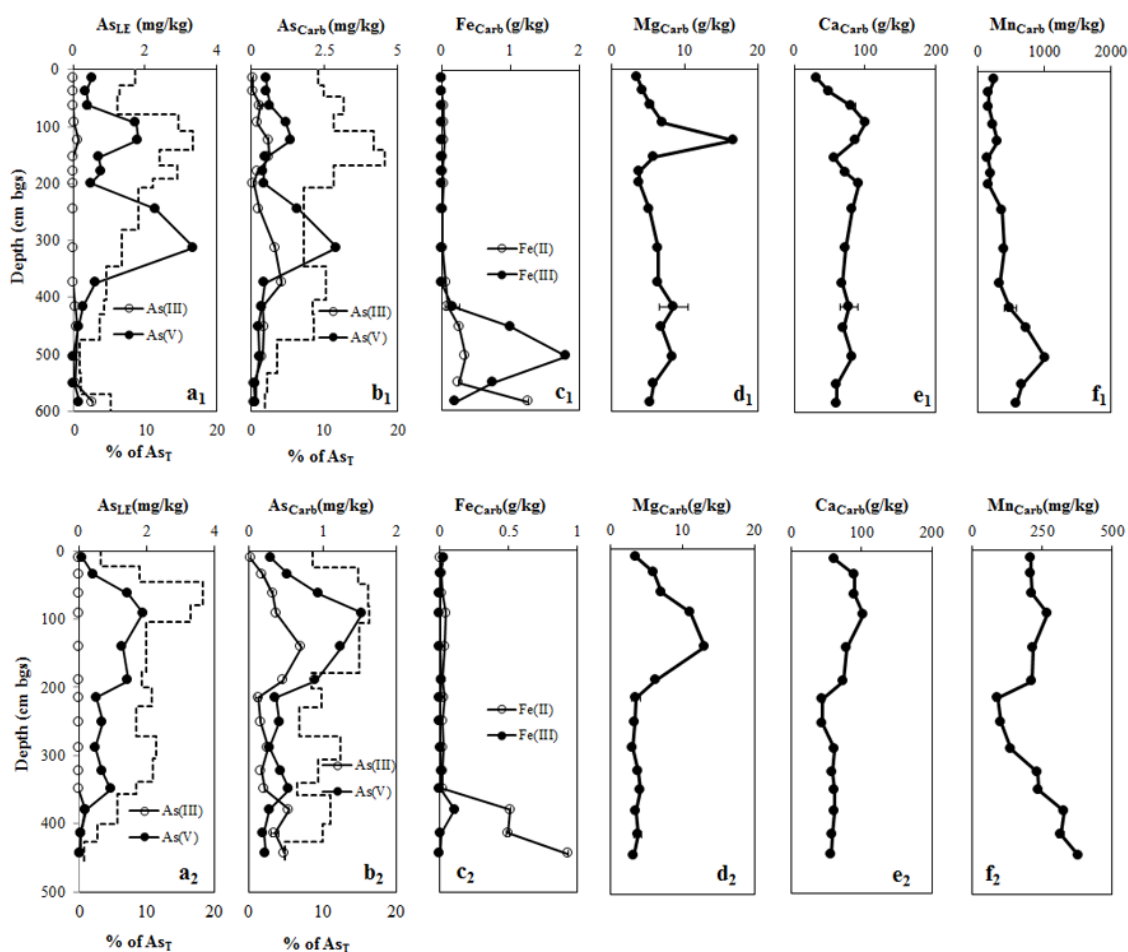 As_LE (mg/kg) As_Carb (mg/kg) Fe_Carb (g/kg) Mg_Carb (g/kg) Ca_Carb (g/kg) Mn_Carb (mg/kg)
0 2 4 0 2.5 5 0 1 2 0 10 20 0 100 200 0 1000 2000
0
100
200
300
400
500
600
Depth (cm bgs)
As(III)
As(V)
As(III)
As(V)
Fe(II)
Fe(III)
a1 b1 c1 d1 e1 f1
0 10 20 0 10 20
% of As_T % of As_T
As_LE(mg/kg) As_Carb(mg/kg) Fe_Carb(g/kg) Mg_Carb(g/kg) Ca_Carb(g/kg) Mn_Carb(mg/kg)
0 2 4 0 1 2 0 0.5 1 0 10 20 0 100 200 0 250 500
0
100
200
300
400
500
Depth (cm bgs)
As(III)
As(V)
As(III)
As(V)
Fe(II)
Fe(III)
a2 b2 c2 d2 e2 f2
0 10 20 0 10 20
% of As_T % of As_T